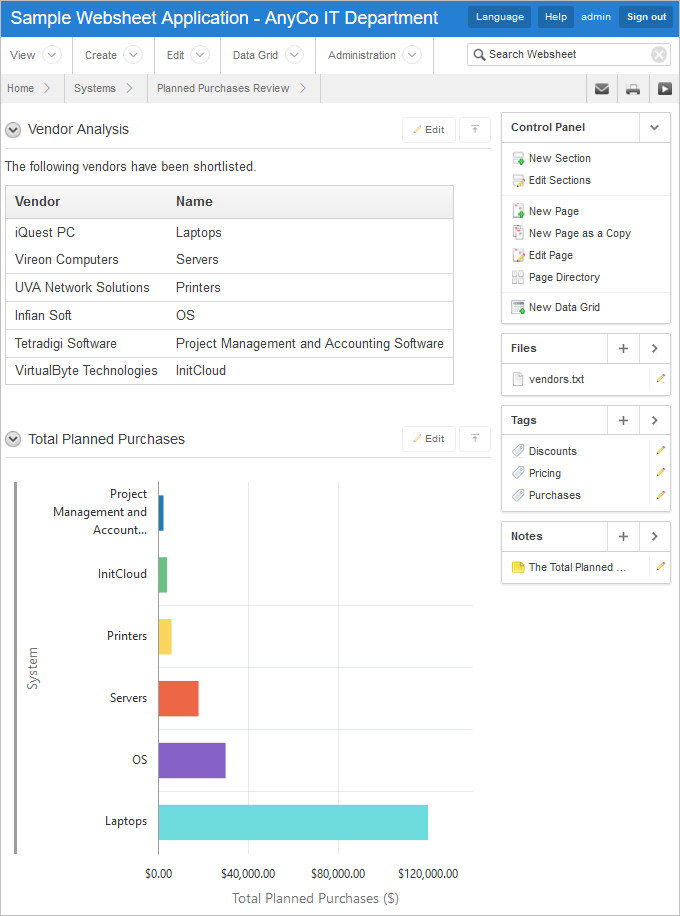 Sample Websheet Application - AnyCo IT Department
Language Help admin Sign out
View Create Edit Data Grid Administration Search Websheet
Home Systems Planned Purchases Review
Vendor Analysis Edit
The following vendors have been shortlisted.
Vendor Name
iQuest PC Laptops
Vireon Computers Servers
UVA Network Solutions Printers
Infian Soft OS
Tetradigi Software Project Management and Accounting Software
VirtualByte Technologies InitCloud
Total Planned Purchases Edit
Project
Management and
Account...
InitCloud
Printers
Servers
OS
Laptops
System
$0.00 $40,000.00 $80,000.00 $120,000.00
Total Planned Purchases ($)
Control Panel
New Section
Edit Sections
New Page
New Page as a Copy
Edit Page
Page Directory
New Data Grid
Files
vendors.txt
Tags
Discounts
Pricing
Purchases
Notes
The Total Planned ...